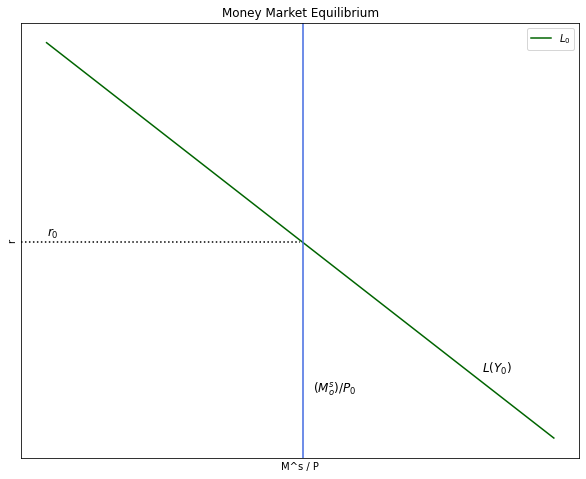 Money Market Equilibrium
L₀
r₀
r
L(Y₀)
(Mₒˢ)/P₀
M^s / P